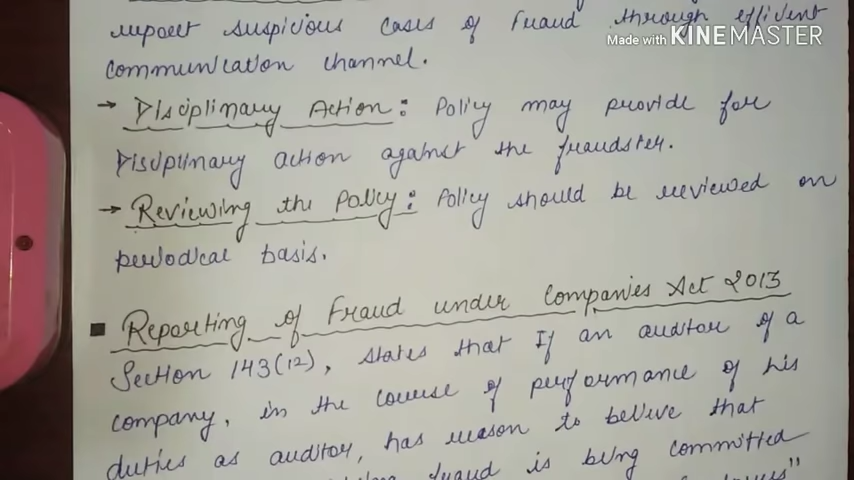 report suspicious cases of fraud through efficient
Made with KINEMASTER
communication channel.
→ Disciplinary Action: Policy may provide for
Disciplinary action against the fraudster.
→ Reviewing the Policy: Policy should be reviewed on
periodical basis.
■ Reporting of Fraud under Companies Act 2013
Section 143(12), states that If an auditor of a
company, in the course of performance of his
duties as auditor, has reason to believe that
fraud is being committed